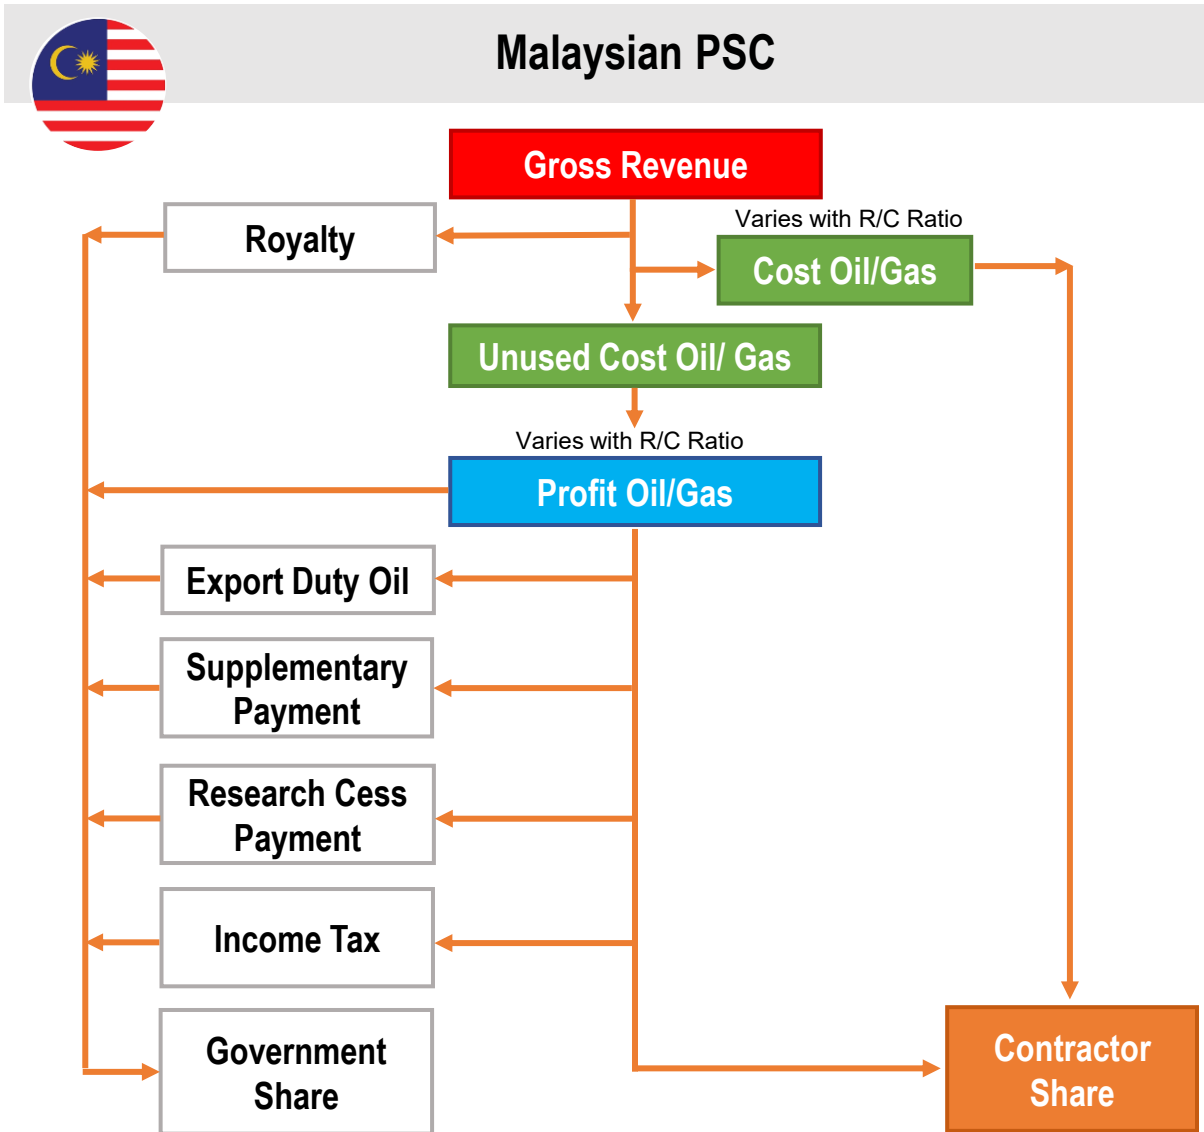 Malaysian PSC
Gross Revenue
Varies with R/C Ratio
Royalty
Cost Oil/Gas
Unused Cost Oil/ Gas
Varies with R/C Ratio
Profit Oil/Gas
Export Duty Oil
Supplementary
Payment
Research Cess
Payment
Income Tax
Government
Share
Contractor
Share